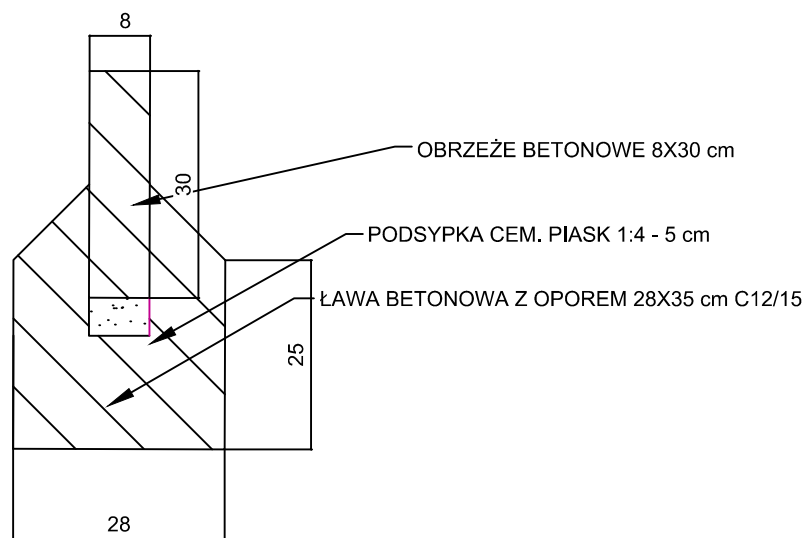 8
OBRZEŻE BETONOWE 8X30 cm
30
PODSYPKA CEM. PIASK 1:4 - 5 cm
ŁAWA BETONOWA Z OPOREM 28X35 cm C12/15
25
28